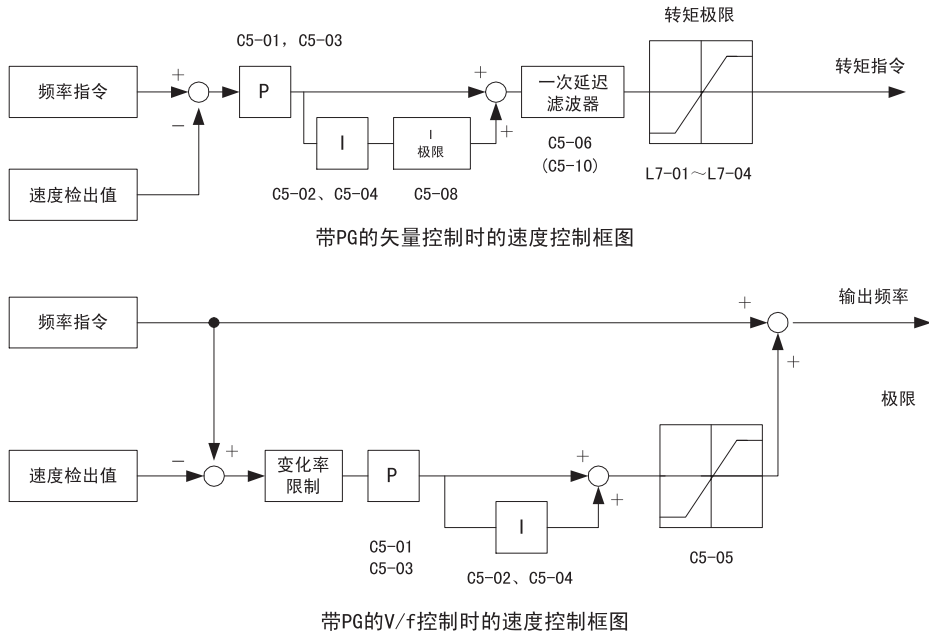 转矩极限
C5-01, C5-03
频率指令
+
P
+
一次延迟
滤波器
转矩指令
−
+
I
I
极限
C5-06
(C5-10)
L7-01～L7-04
速度检出值
C5-02、C5-04
C5-08
带PG的矢量控制时的速度控制框图
频率指令
+
输出频率
+
极限
速度检出值
−
+
变化率
限制
P
+
+
I
C5-01
C5-03
C5-02、C5-04
C5-05
带PG的V/f控制时的速度控制框图